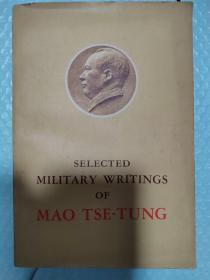 SELECTED
MILITARY WRITINGS
OF
MAO TSE-TUNG